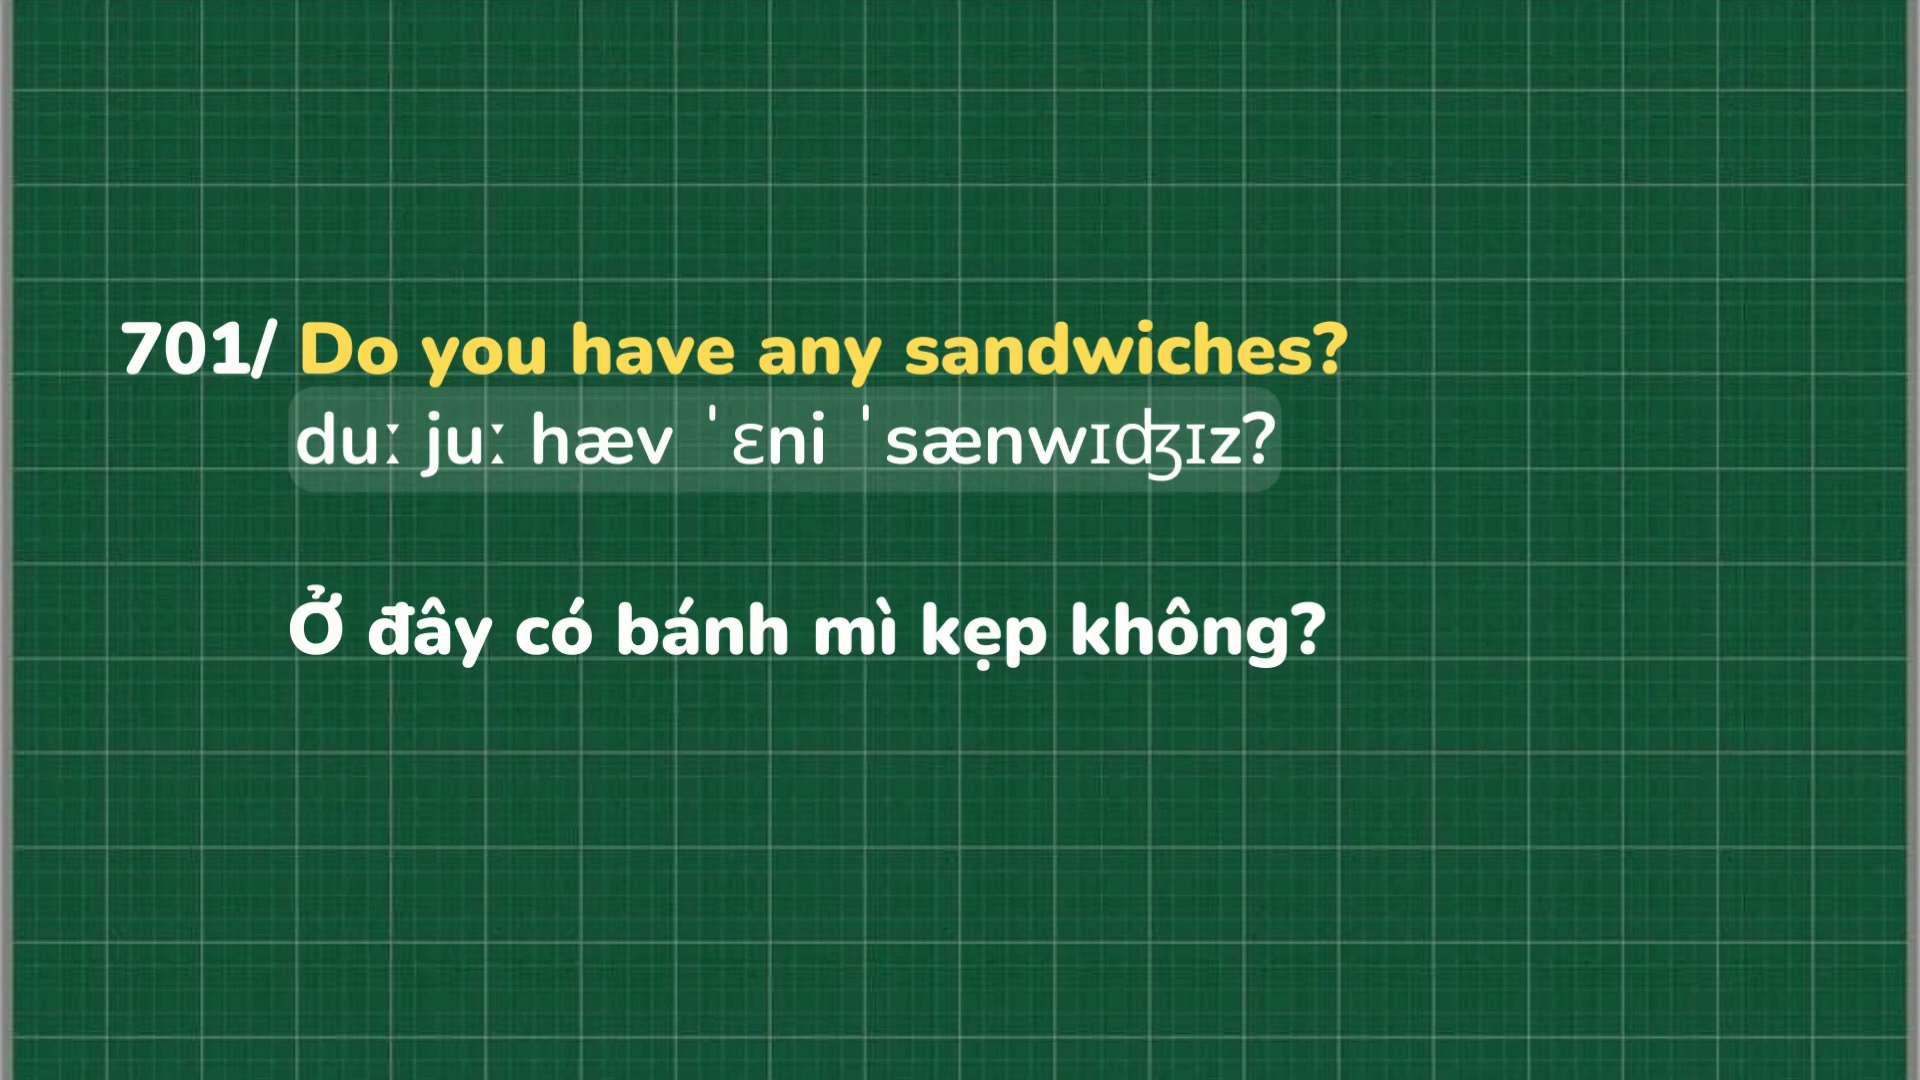 701/ Do you have any sandwiches?
duː juː hæv ˈɛni ˈsænwɪʤɪz?
Ở đây có bánh mì kẹp không?